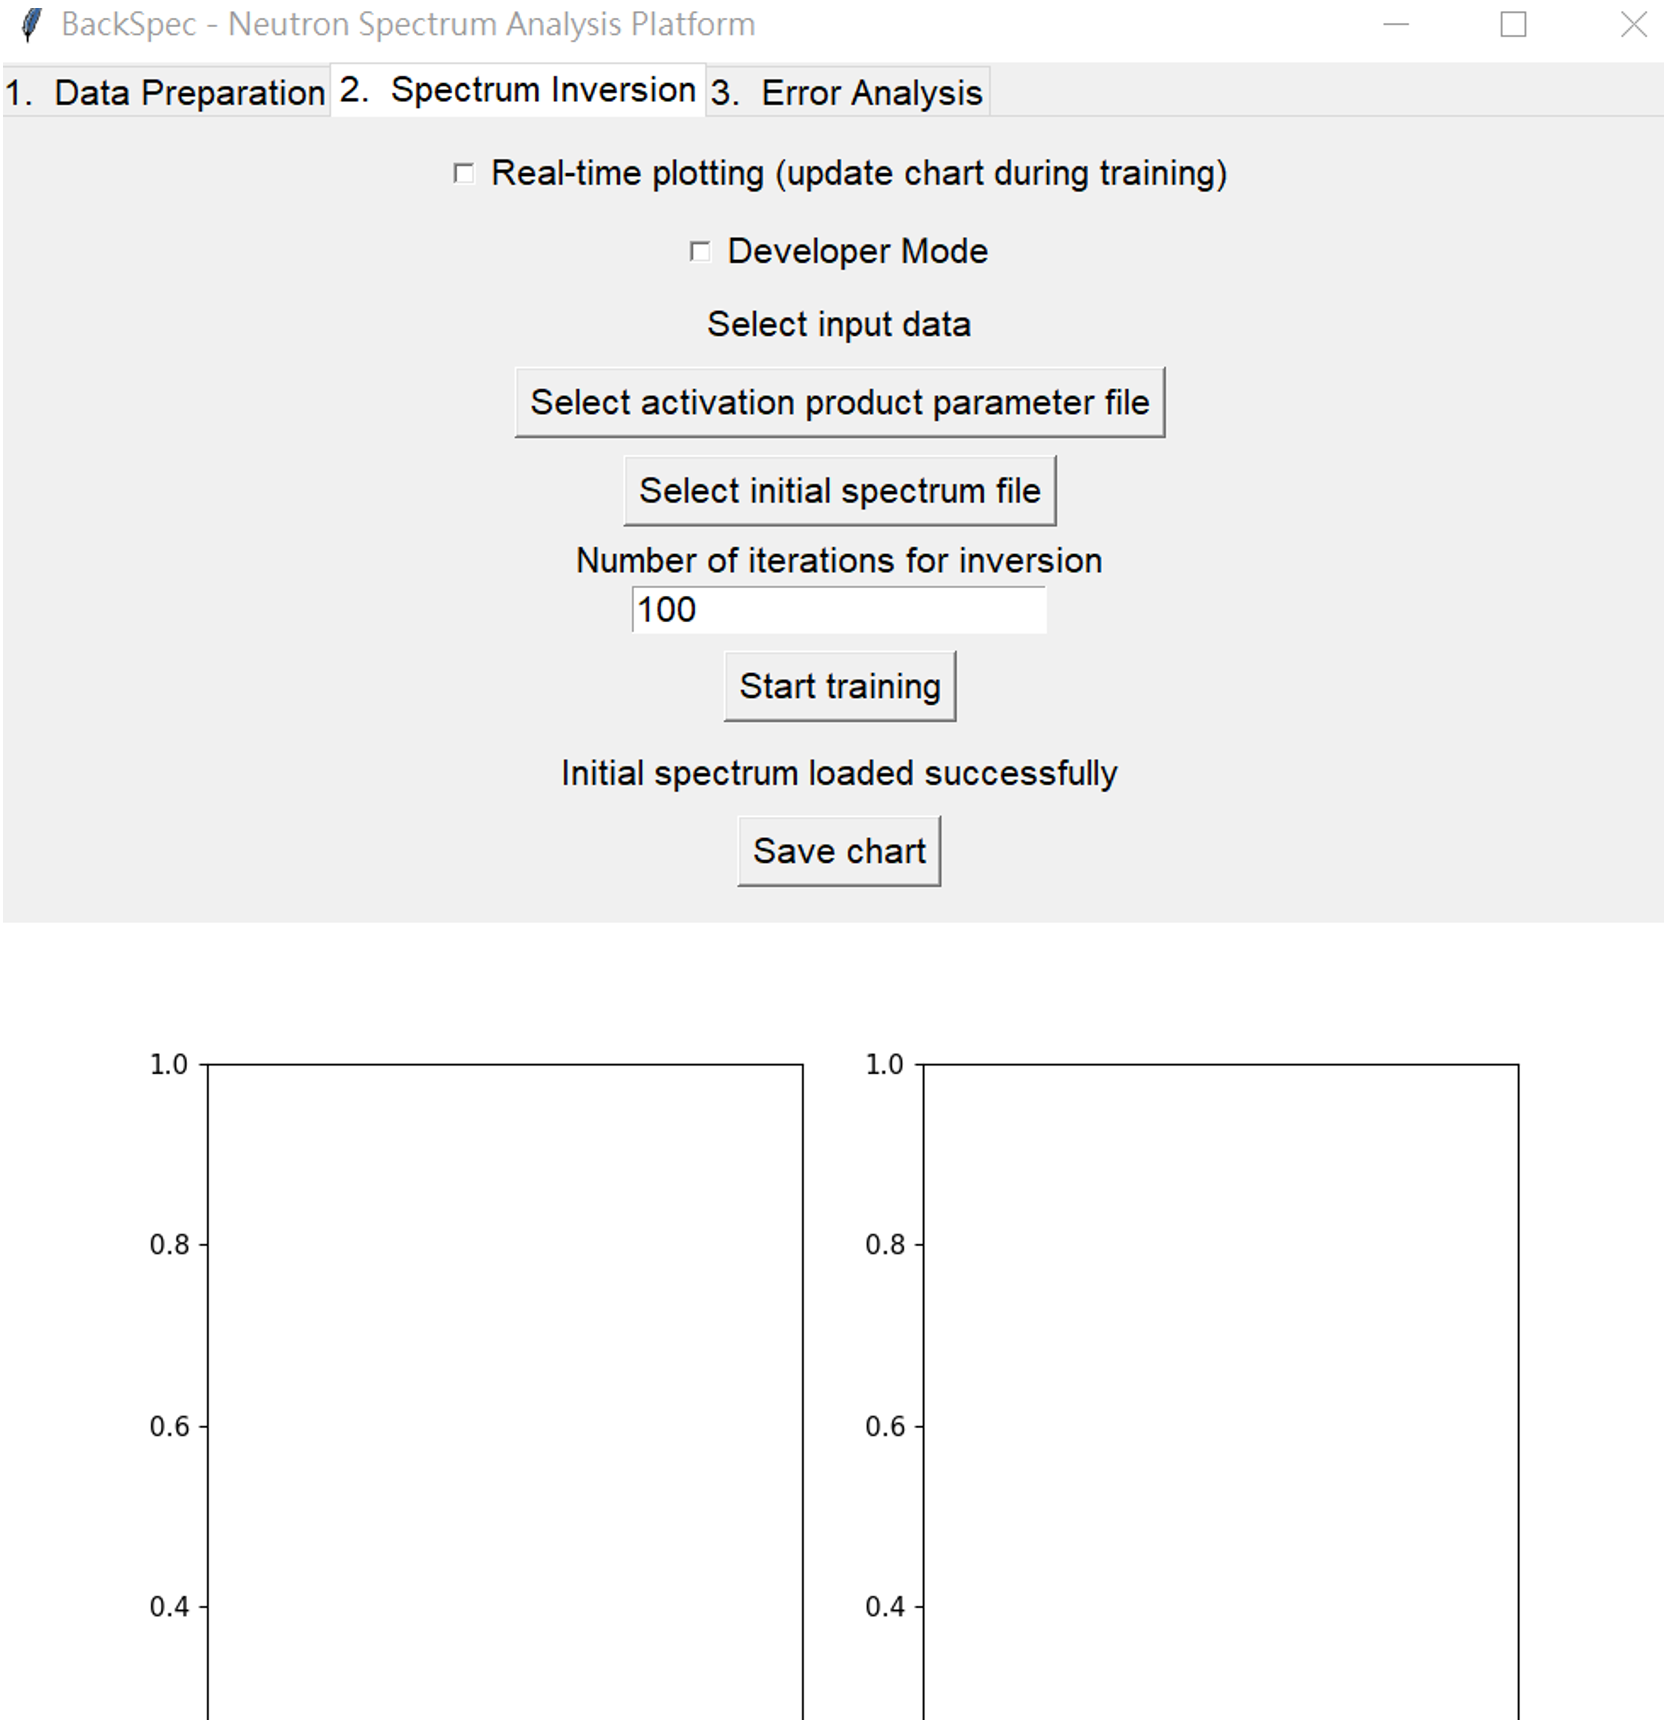 BackSpec - Neutron Spectrum Analysis Platform
1. Data Preparation 2. Spectrum Inversion 3. Error Analysis
Real-time plotting (update chart during training)
Developer Mode
Select input data
Select activation product parameter file
Select initial spectrum file
Number of iterations for inversion
100
Start training
Initial spectrum loaded successfully
Save chart
1.0 1.0
0.8 0.8
0.6 0.6
0.4 0.4